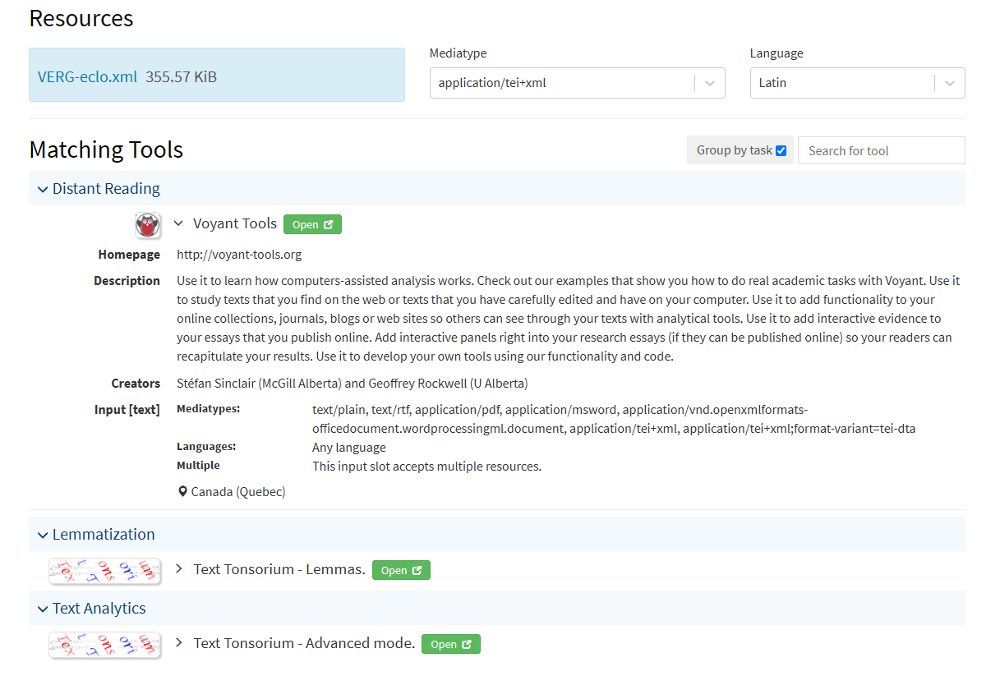 Resources
Mediatype
Language
VERG-eclo.xml 355.57 KiB
application/tei+xml
Latin
Matching Tools
Group by task
Search for tool
Distant Reading
Voyant Tools Open
Homepage http://voyant-tools.org
Description Use it to learn how computers-assisted analysis works. Check out our examples that show you how to do real academic tasks with Voyant. Use it
to study texts that you find on the web or texts that you have carefully edited and have on your computer. Use it to add functionality to your
online collections, journals, blogs or web sites so others can see through your texts with analytical tools. Use it to add interactive evidence to
your essays that you publish online. Add interactive panels right into your research essays (if they can be published online) so your readers can
recapitulate your results. Use it to develop your own tools using our functionality and code.
Creators Stéfan Sinclair (McGill Alberta) and Geoffrey Rockwell (U Alberta)
Input [text] Mediatypes: text/plain, text/rtf, application/pdf, application/msword, application/vnd.openxmlformats-
officedocument.wordprocessingml.document, application/tei+xml, application/tei+xml;format-variant=tei-dta
Languages: Any language
Multiple This input slot accepts multiple resources.
Canada (Quebec)
Lemmatization
Tex t T ons ori um Text Tonsorium - Lemmas. Open
Text Analytics
Tex t T ons ori um Text Tonsorium - Advanced mode. Open